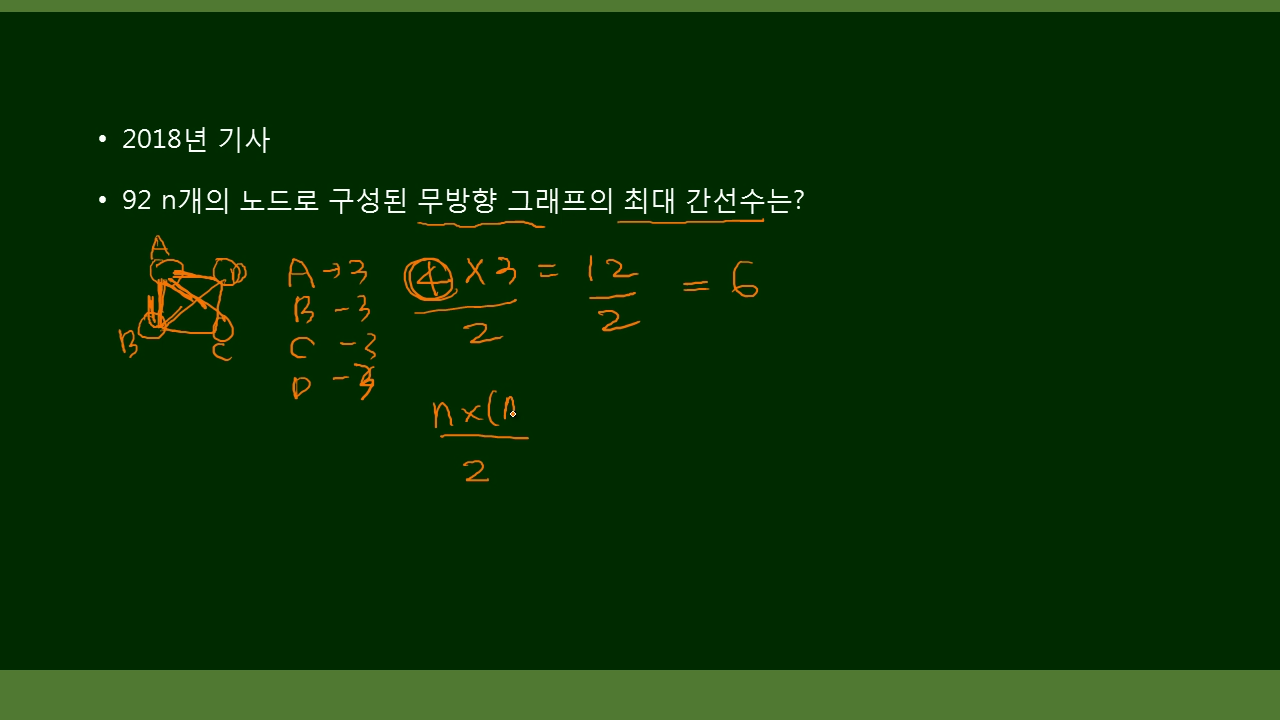 • 2018년 기사
• 92 n개의 노드로 구성된 무방향 그래프의 최대 간선수는?
A
D
B
C
A → 3
B - 3
C - 3
D - 3
4 × 3 = 12 = 6
2 2
n × (n
2